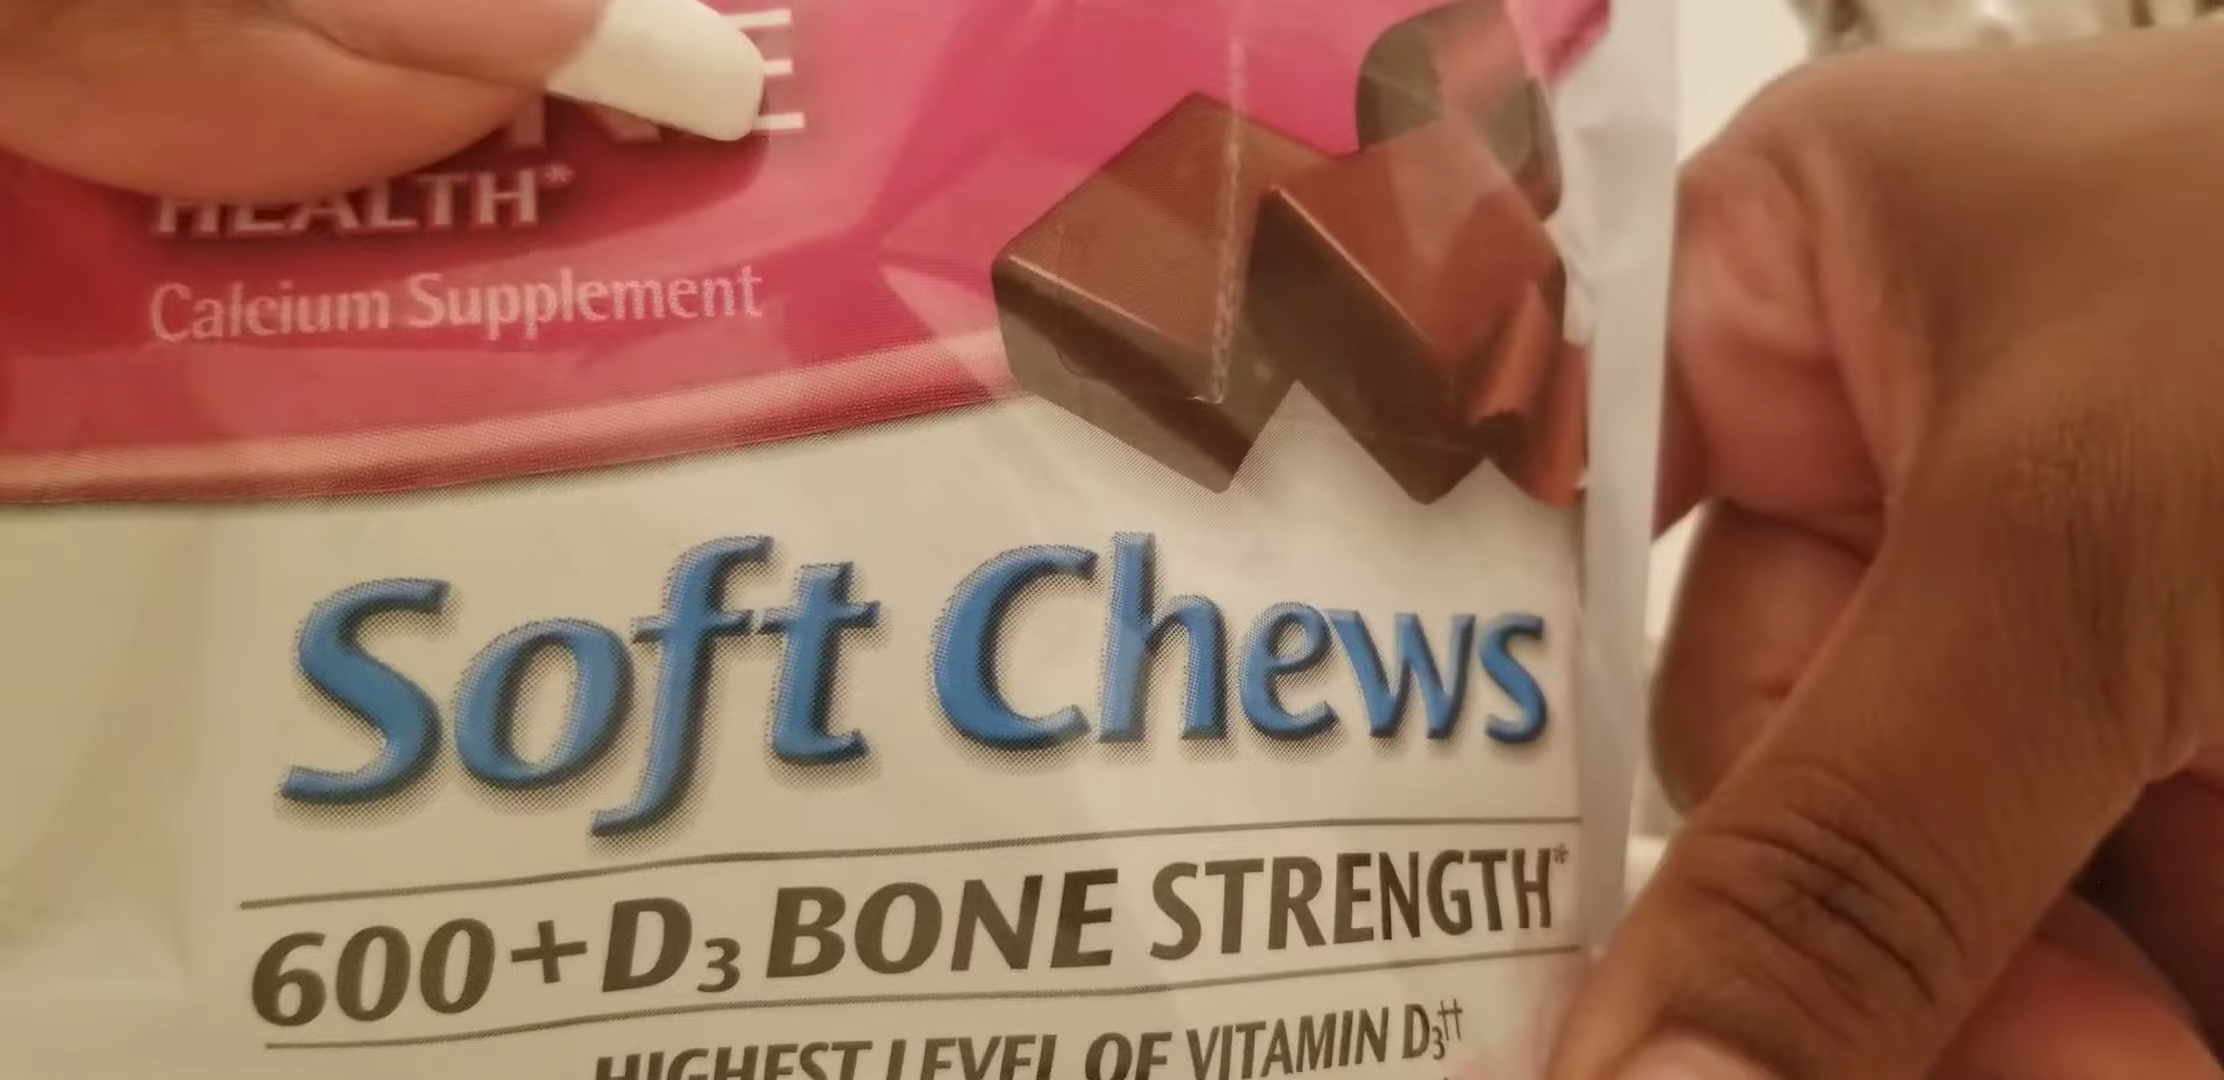 HEALTH*
Calcium Supplement
Soft Chews
600+D3 BONE STRENGTH*
HIGHEST LEVEL OF VITAMIN D3††